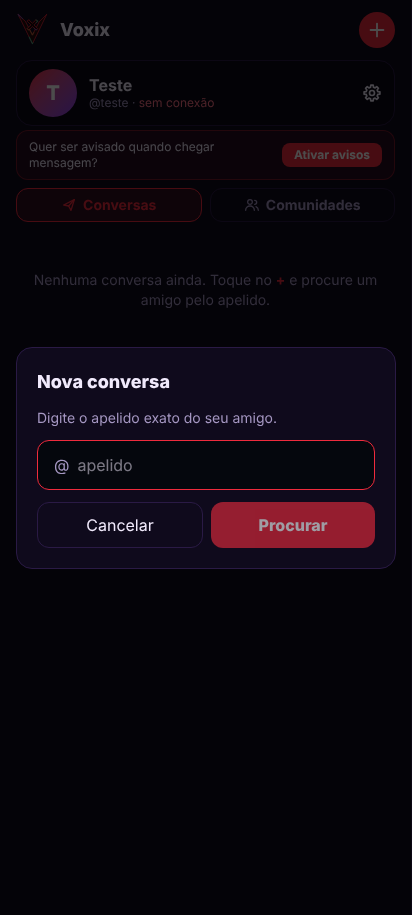 Voxix
T
Teste
@teste · sem conexão
Quer ser avisado quando chegar
mensagem?
Ativar avisos
Conversas
Comunidades
Nenhuma conversa ainda. Toque no + e procure um
amigo pelo apelido.
Nova conversa
Digite o apelido exato do seu amigo.
@ apelido
Cancelar
Procurar